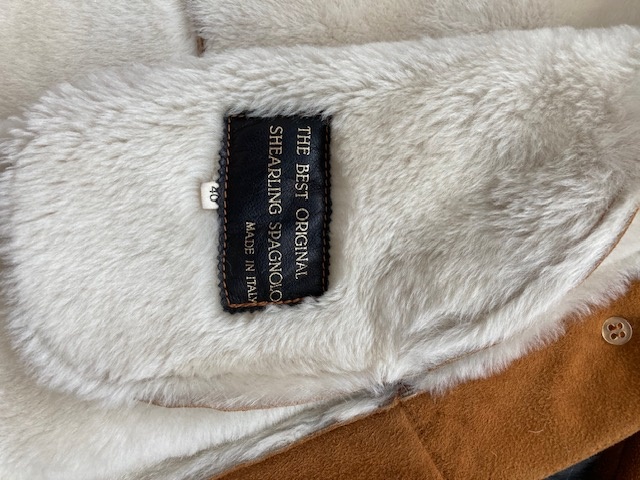 THE BEST ORIGINAL
SHEARLING SPAGNOLO
MADE IN ITALY
40